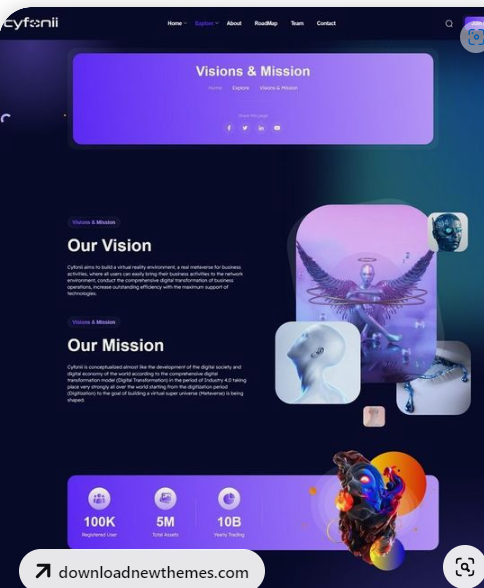 cyfonii
Home Explore About RoadMap Team Contact
Visions & Mission
Home Explore Visions & Mission
Visions & Mission
Our Vision
Cyfonii aims to build a virtual reality environment, a real metaverse for business
activities, where all users can easily bring their business activities to the network
environment, conduct the comprehensive digital transformation of business
operations, increase outstanding efficiency with the maximum support of
technologies.
Visions & Mission
Our Mission
Cyfonii is conceptualized almost like the development of the digital society and
digital economy of the world according to the comprehensive digital
transformation model (Digital Transformation) in the period of Industry 4.0 taking
place very strongly all over the world starting from the digitization period
(Digitization) to the goal of building a virtual super universe (Metaverse) is being
shaped.
100K
Registered User
5M
Total Assets
10B
Yearly Trading
downloadnewthemes.com